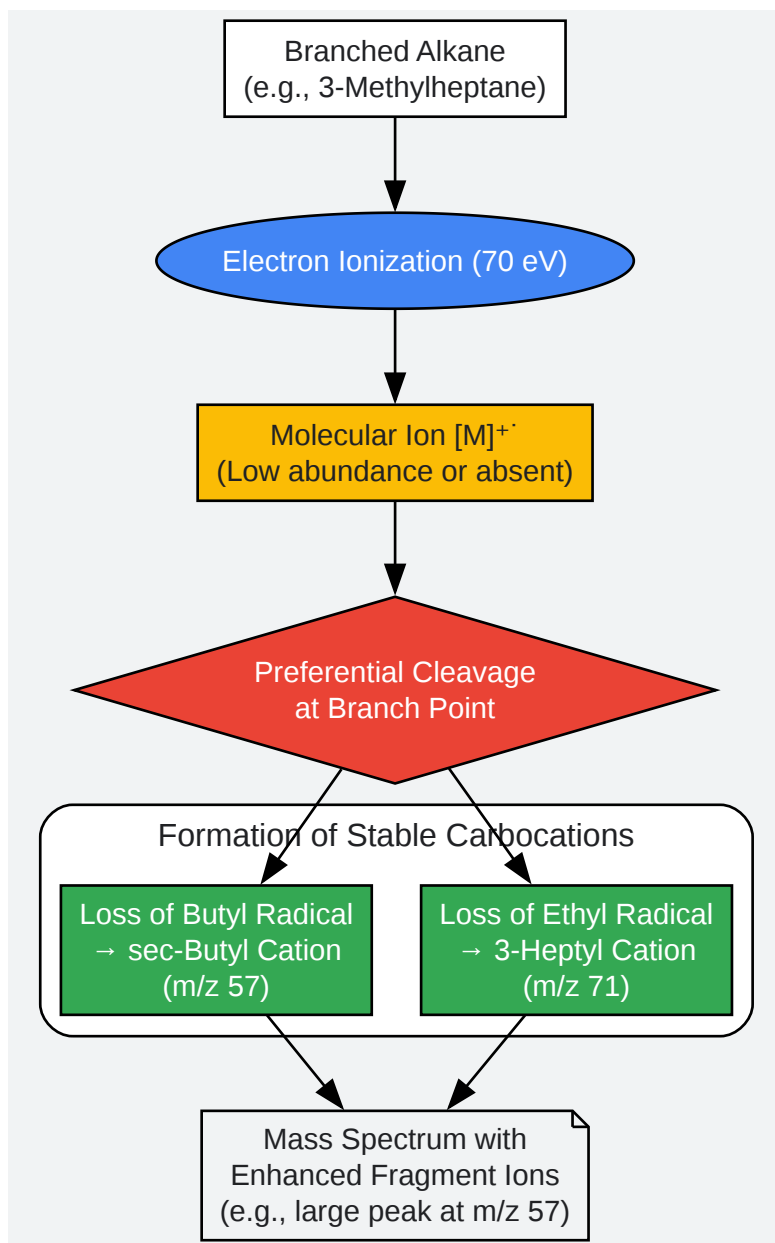 Branched Alkane
(e.g., 3-Methylheptane)
Electron Ionization (70 eV)
Molecular Ion [M]⁺˙
(Low abundance or absent)
Preferential Cleavage
at Branch Point
Formation of Stable Carbocations
Loss of Butyl Radical
→ sec-Butyl Cation
(m/z 57)
Loss of Ethyl Radical
→ 3-Heptyl Cation
(m/z 71)
Mass Spectrum with
Enhanced Fragment Ions
(e.g., large peak at m/z 57)